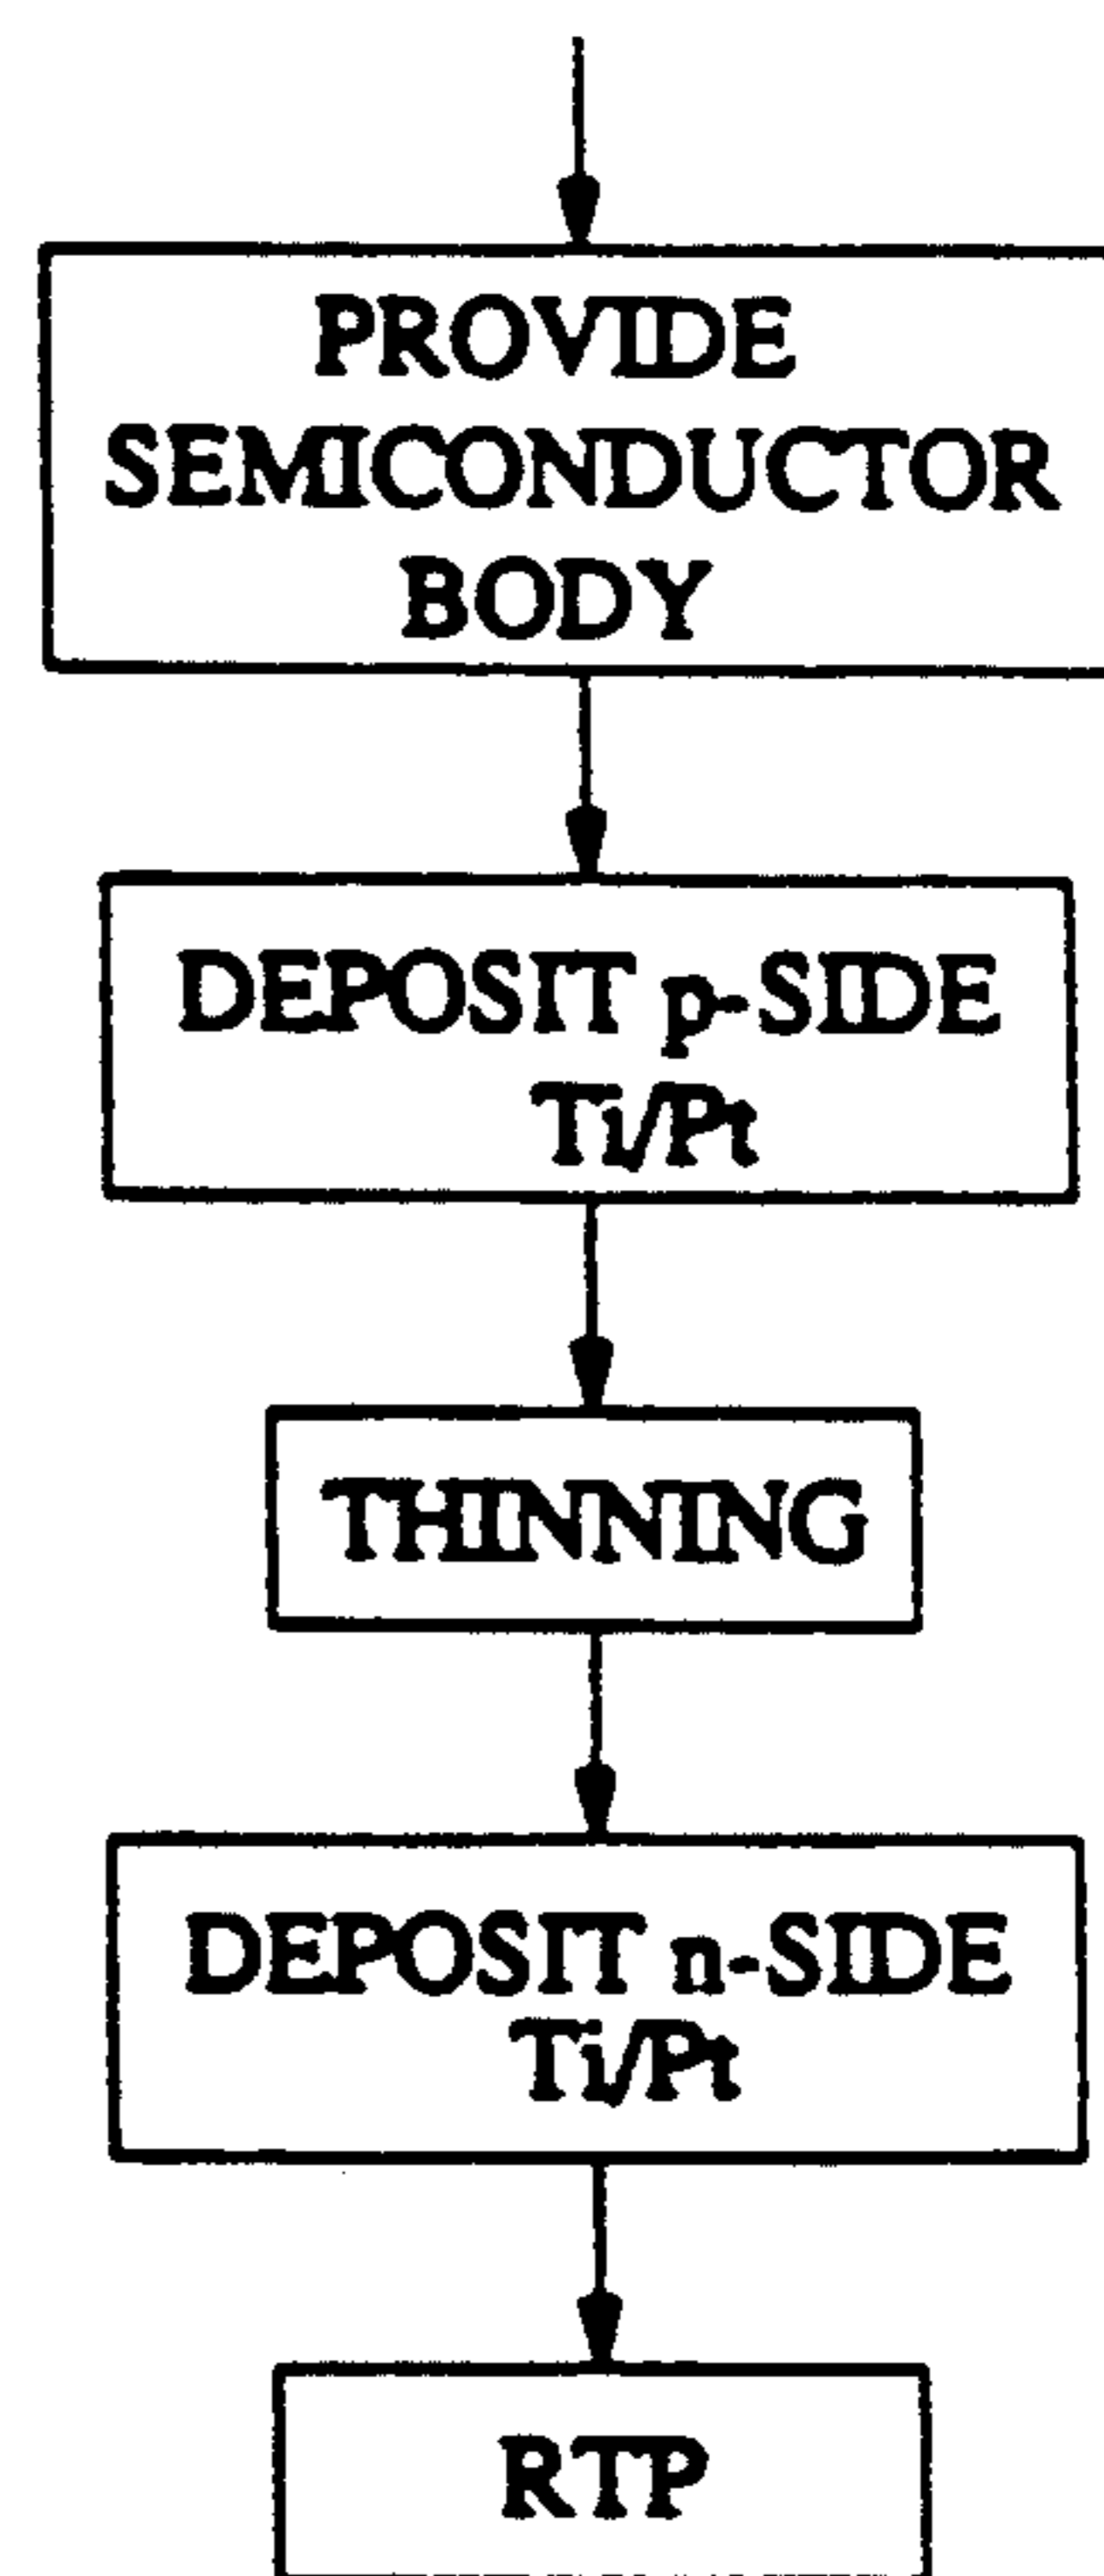 PROVIDE
SEMICONDUCTOR
BODY
DEPOSIT p-SIDE
Ti/Pt
THINNING
DEPOSIT n-SIDE
Ti/Pt
RTP